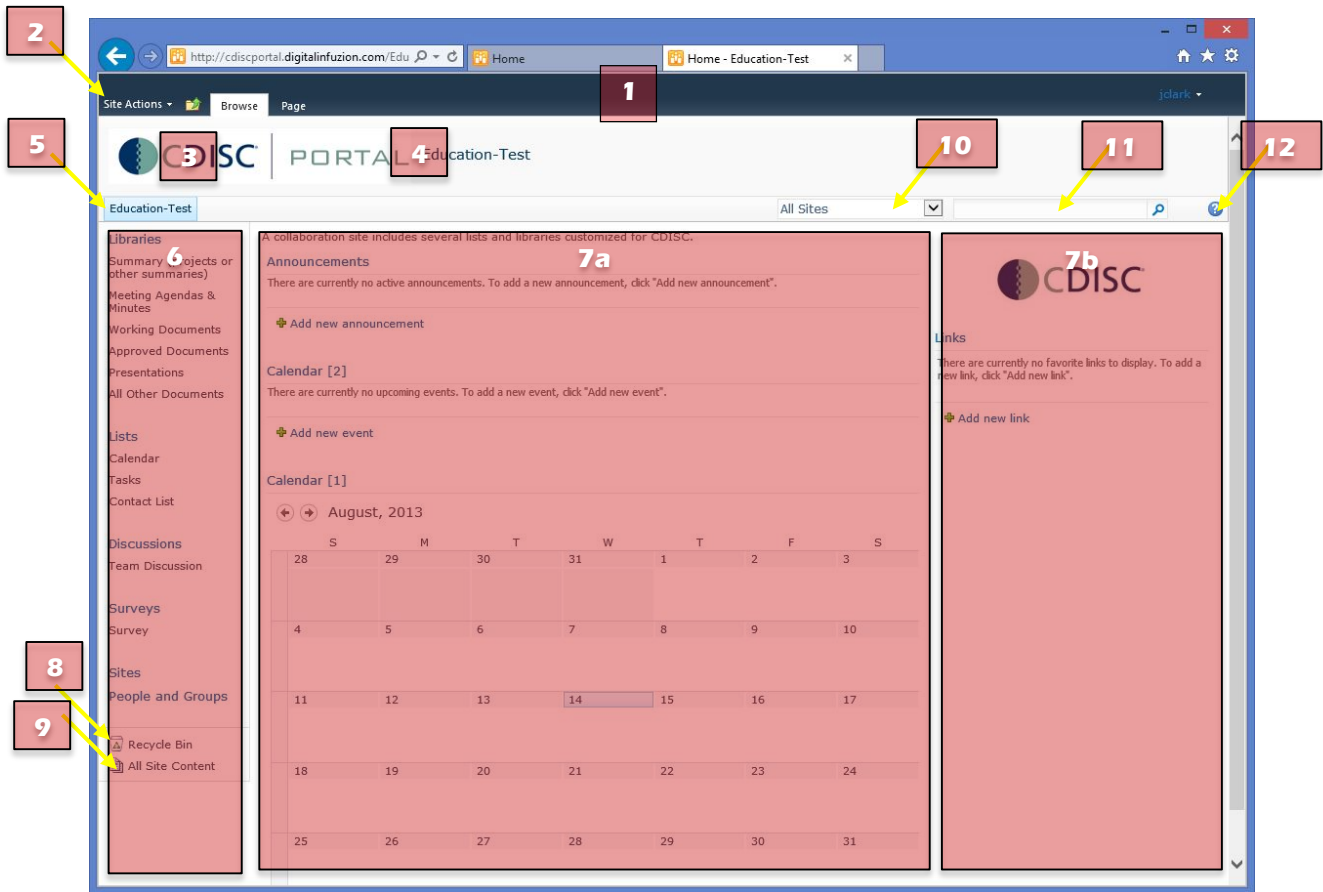 2
http://cdiscportal.digitalinfuzion.com/Edu
Home
Home - Education-Test
1
jclark
Site Actions
Browse
Page
5
CDISC
3
PORTAL
4
Education-Test
10
11
12
Education-Test
All Sites
6
Libraries
Summary (projects or
other summaries)
Meeting Agendas &
Minutes
Working Documents
Approved Documents
Presentations
All Other Documents
Lists
Calendar
Tasks
Contact List
Discussions
Team Discussion
Surveys
Survey
Sites
People and Groups
8
9
Recycle Bin
All Site Content
A collaboration site includes several lists and libraries customized for CDISC.
7a
Announcements
There are currently no active announcements. To add a new announcement, click "Add new announcement".
Add new announcement
Calendar [2]
There are currently no upcoming events. To add a new event, click "Add new event".
Add new event
Calendar [1]
August, 2013
S M T W T F S
28 29 30 31 1 2 3
4 5 6 7 8 9 10
11 12 13 14 15 16 17
18 19 20 21 22 23 24
25 26 27 28 29 30 31
7b
CDISC
Links
There are currently no favorite links to display. To add a
new link, click "Add new link".
Add new link